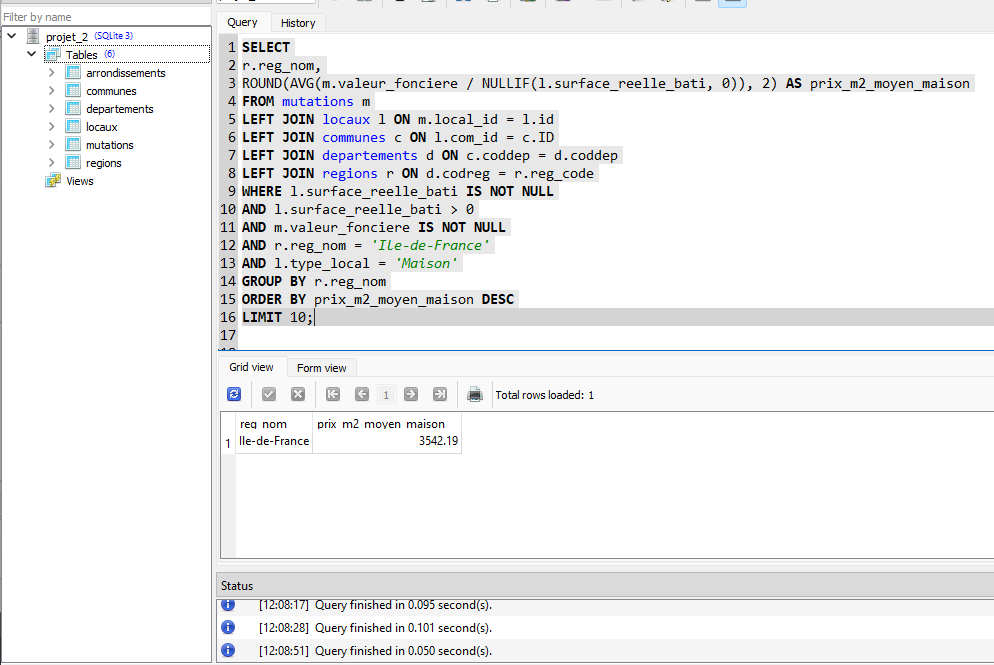 Filter by name
projet_2 (SQLite 3)
Tables (6)
arrondissements
communes
departements
locaux
mutations
regions
Views
Query History
1 SELECT
2 r.reg_nom,
3 ROUND(AVG(m.valeur_fonciere / NULLIF(l.surface_reelle_bati, 0)), 2) AS prix_m2_moyen_maison
4 FROM mutations m
5 LEFT JOIN locaux l ON m.local_id = l.id
6 LEFT JOIN communes c ON l.com_id = c.ID
7 LEFT JOIN departements d ON c.coddep = d.coddep
8 LEFT JOIN regions r ON d.codreg = r.reg_code
9 WHERE l.surface_reelle_bati IS NOT NULL
10 AND l.surface_reelle_bati > 0
11 AND m.valeur_fonciere IS NOT NULL
12 AND r.reg_nom = 'Ile-de-France'
13 AND l.type_local = 'Maison'
14 GROUP BY r.reg_nom
15 ORDER BY prix_m2_moyen_maison DESC
16 LIMIT 10;
17
Grid view Form view
1 Total rows loaded: 1
reg_nom prix_m2_moyen_maison
1 Ile-de-France 3542.19
Status
[12:08:17] Query finished in 0.095 second(s).
[12:08:28] Query finished in 0.101 second(s).
[12:08:51] Query finished in 0.050 second(s).